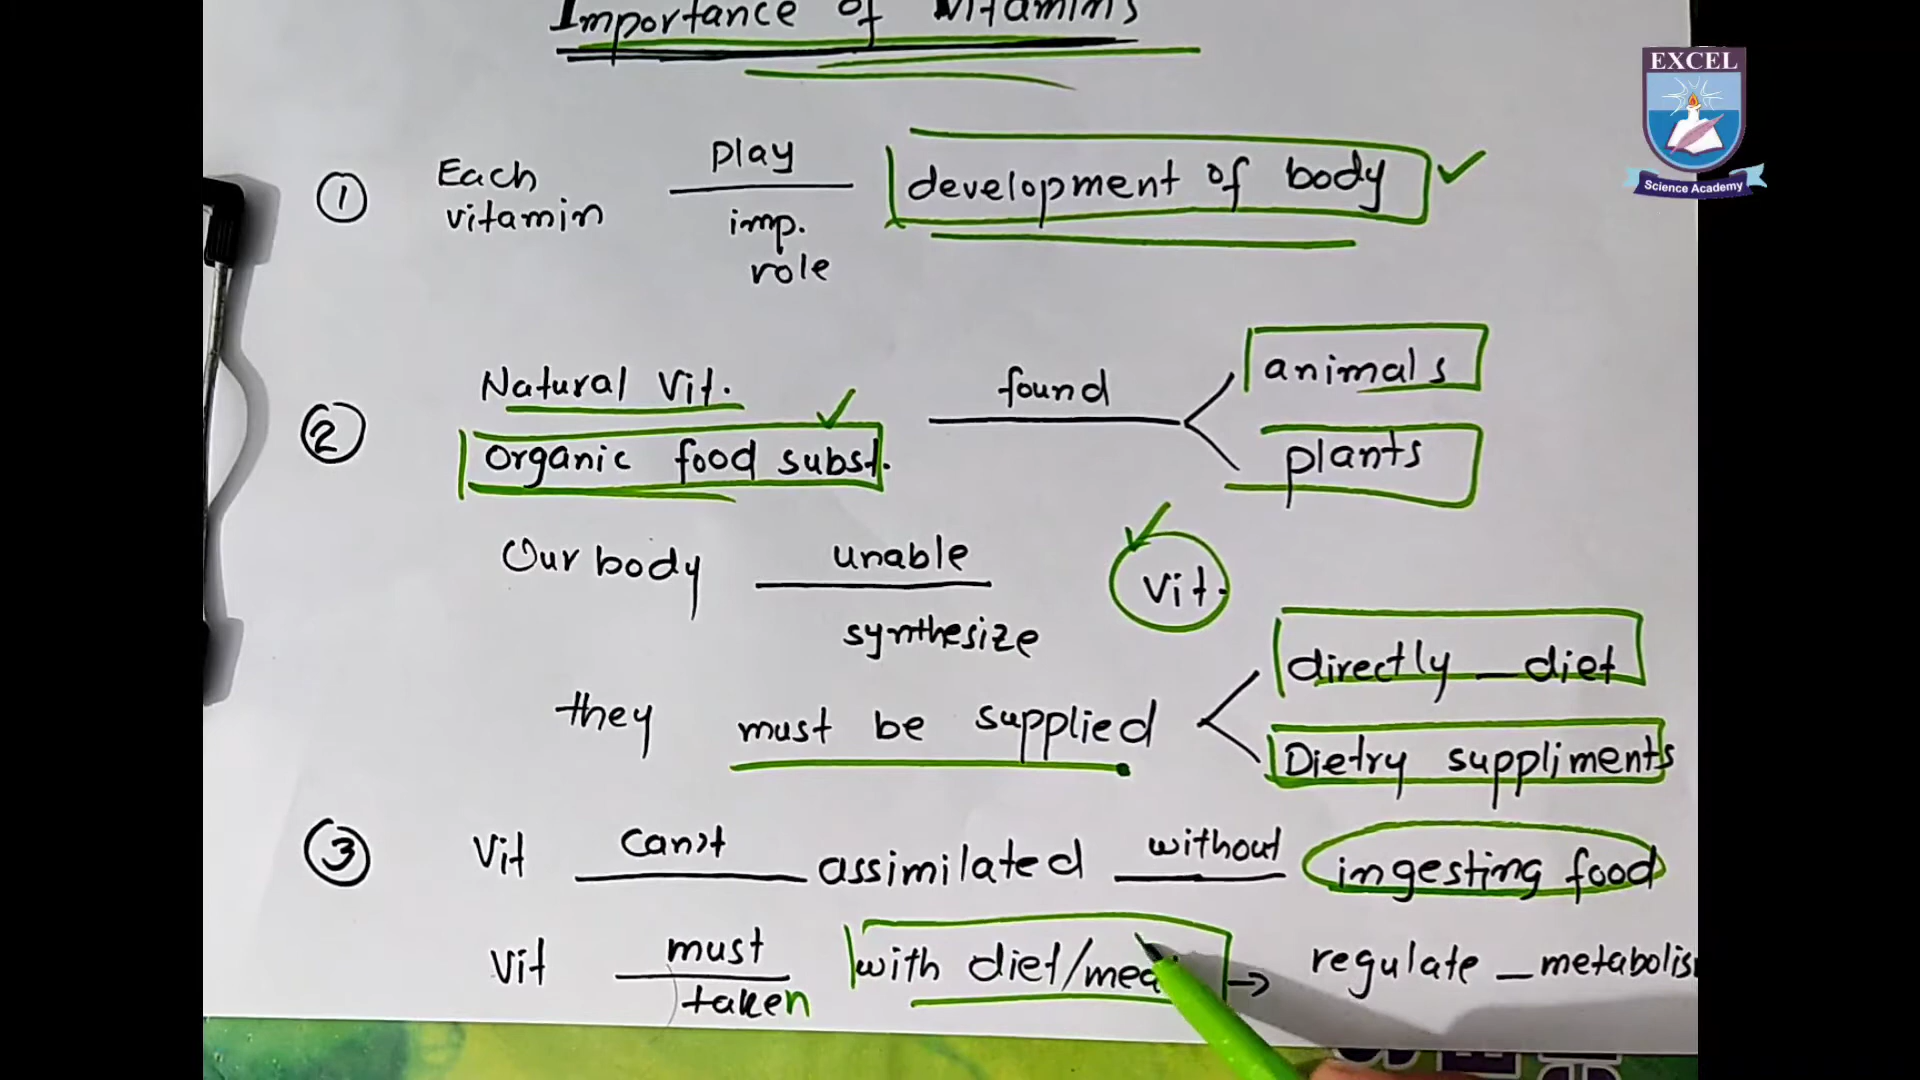 Importance of Vitamins
EXCEL
Science Academy
① Each vitamin play imp. role development of body
② Natural Vit. found animals
Organic food subst. plants
Our body unable synthesize Vit.
they must be supplied directly _ diet
Dietry suppliments
③ Vit can't assimilated without ingesting food
Vit must taken with diet/ → regulate _ metabolis